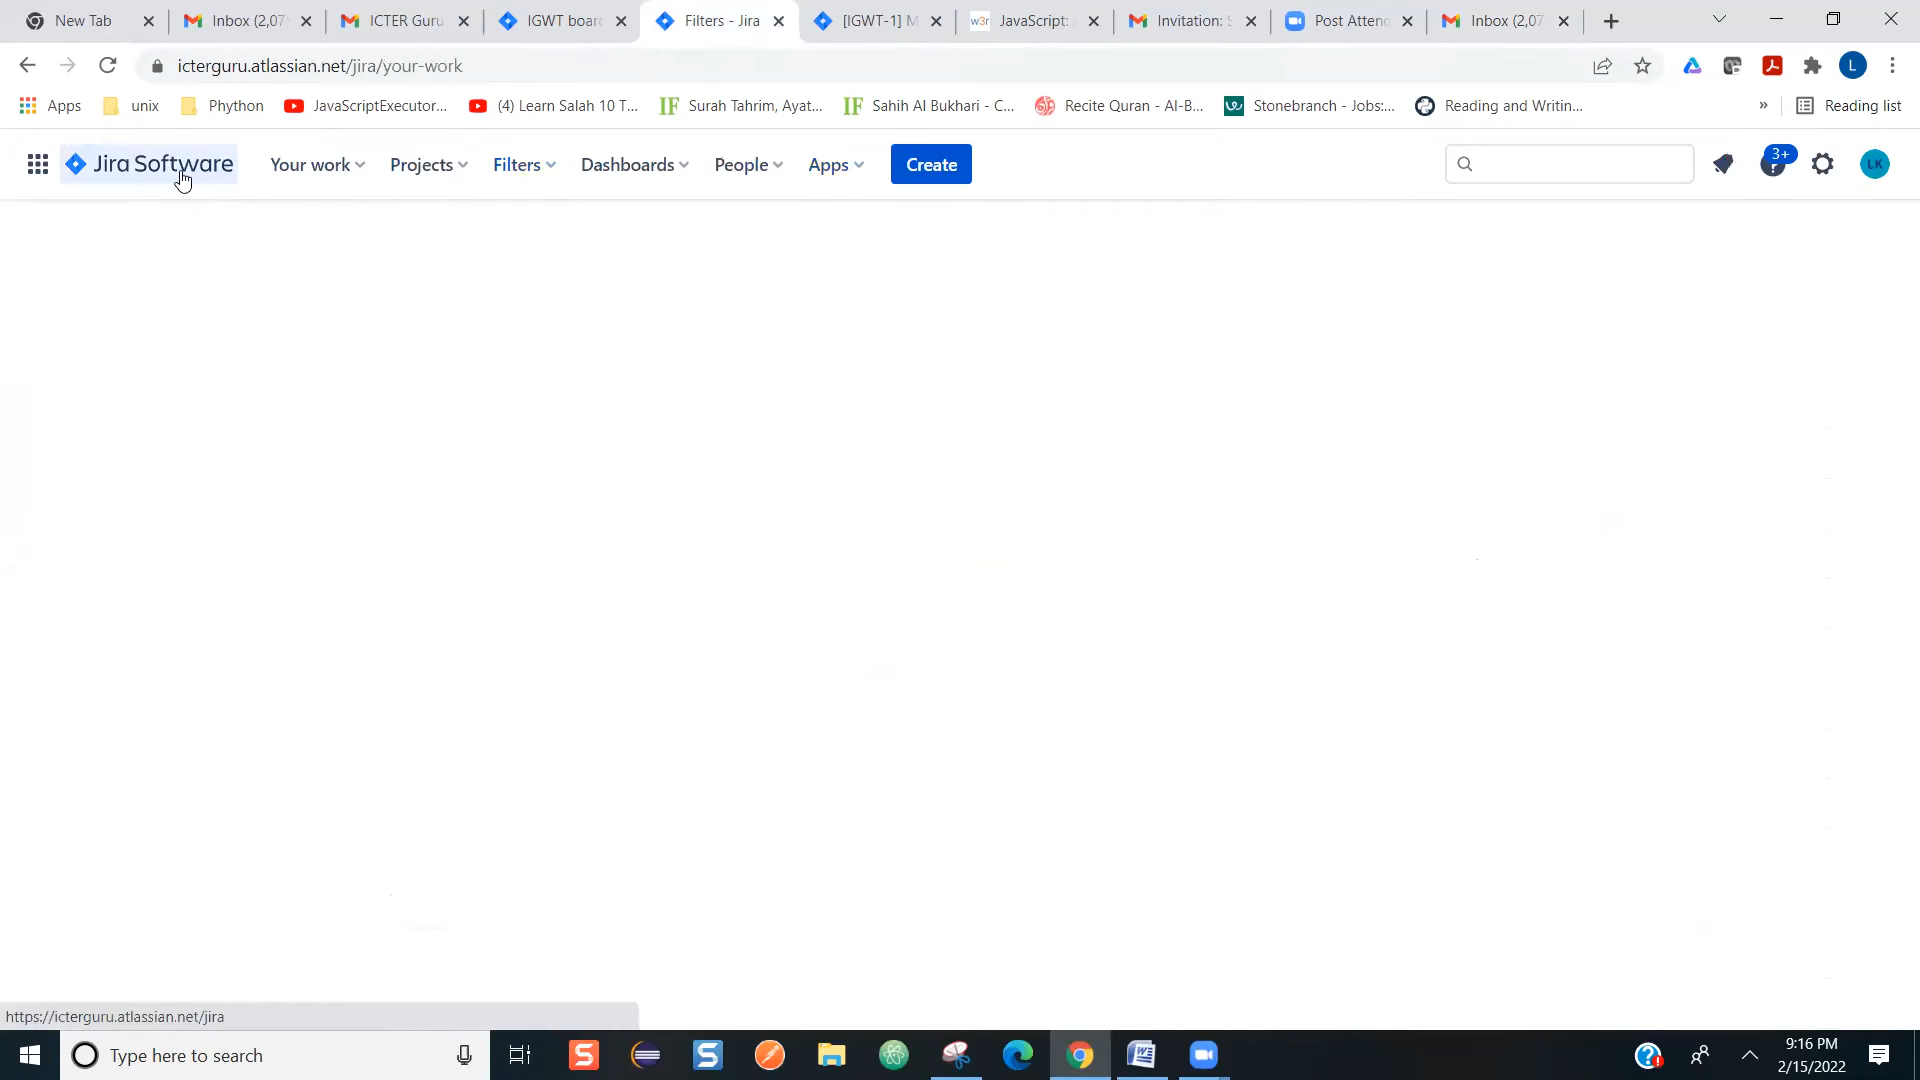 New Tab
Inbox (2,07
ICTER Guru
IGWT boar
Filters - Jira
[IGWT-1] M
w3r JavaScript:
Invitation: S
Post Attend
Inbox (2,07
icterguru.atlassian.net/jira/your-work
L
Apps
unix
Phython
JavaScriptExecutor...
(4) Learn Salah 10 T...
IF Surah Tahrim, Ayat...
IF Sahih Al Bukhari - C...
Recite Quran - Al-B...
Stonebranch - Jobs:...
Reading and Writin...
»
Reading list
Jira Software
Your work
Projects
Filters
Dashboards
People
Apps
Create
3+
LK
https://icterguru.atlassian.net/jira
Type here to search
9:16 PM
2/15/2022